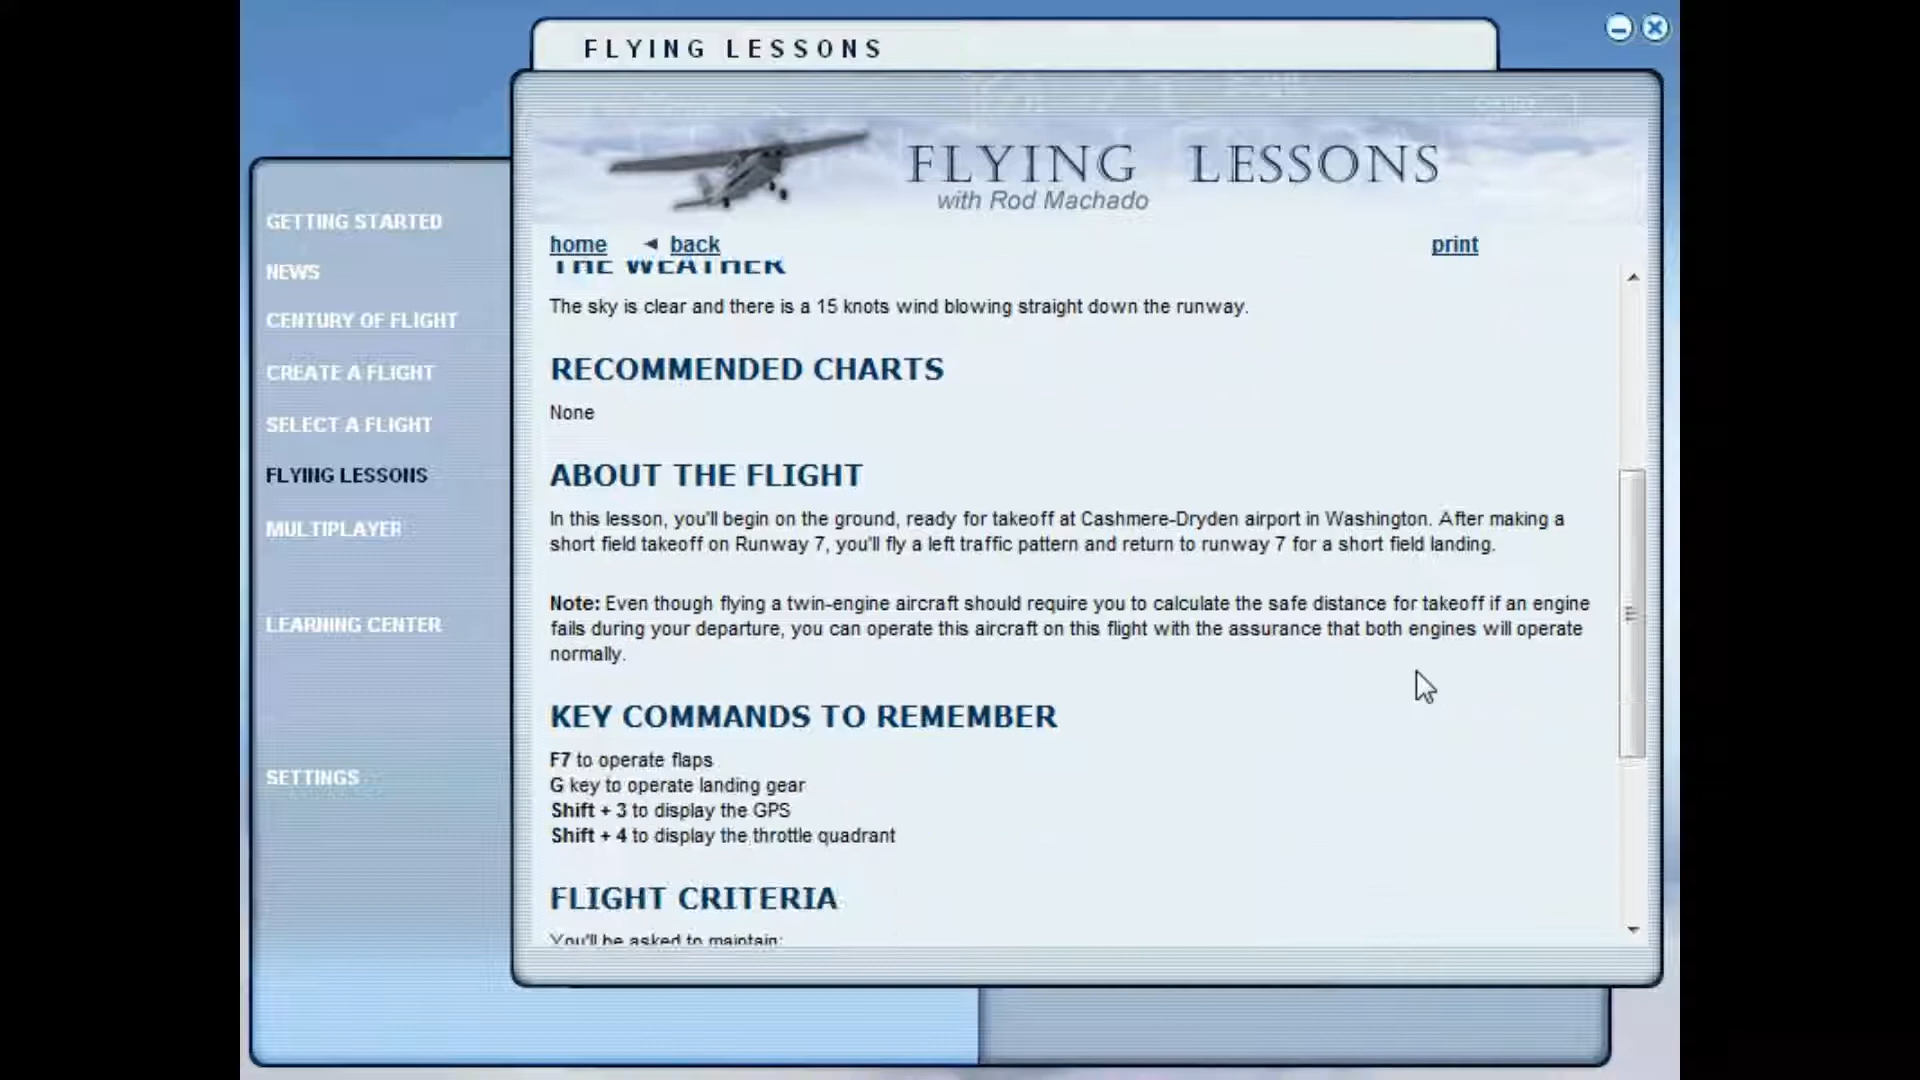 FLYING LESSONS
FLYING LESSONS
with Rod Machado
home
back
print
GETTING STARTED
NEWS
CENTURY OF FLIGHT
CREATE A FLIGHT
SELECT A FLIGHT
FLYING LESSONS
MULTIPLAYER
LEARNING CENTER
SETTINGS
THE WEATHER
The sky is clear and there is a 15 knots wind blowing straight down the runway.
RECOMMENDED CHARTS
None
ABOUT THE FLIGHT
In this lesson, you'll begin on the ground, ready for takeoff at Cashmere-Dryden airport in Washington. After making a
short field takeoff on Runway 7, you'll fly a left traffic pattern and return to runway 7 for a short field landing.
Note: Even though flying a twin-engine aircraft should require you to calculate the safe distance for takeoff if an engine
fails during your departure, you can operate this aircraft on this flight with the assurance that both engines will operate
normally.
KEY COMMANDS TO REMEMBER
F7 to operate flaps
G key to operate landing gear
Shift + 3 to display the GPS
Shift + 4 to display the throttle quadrant
FLIGHT CRITERIA
You'll be asked to maintain: